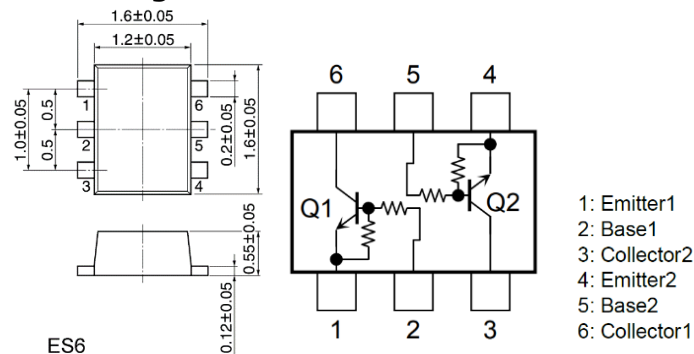 1.6±0.05
1.2±0.05
1.0±0.05
0.5
0.5
1
2
3
6
5
4
0.2±0.05
1.6±0.05
0.55±0.05
0.12±0.05
ES6
6 5 4
Q1 Q2
1 2 3
1: Emitter1
2: Base1
3: Collector2
4: Emitter2
5: Base2
6: Collector1